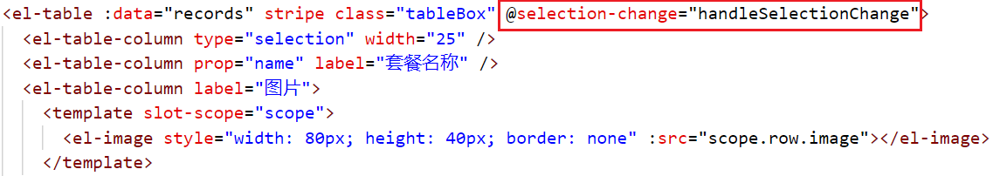 <el-table :data="records" stripe class="tableBox" @selection-change="handleSelectionChange">
<el-table-column type="selection" width="25" />
<el-table-column prop="name" label="套餐名称" />
<el-table-column label="图片">
<template slot-scope="scope">
<el-image style="width: 80px; height: 40px; border: none" :src="scope.row.image"></el-image>
</template>